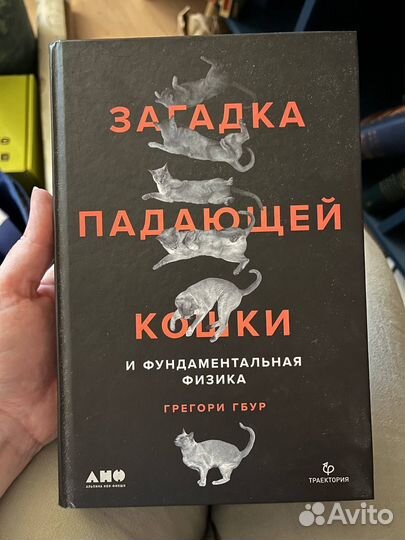 ЗАГАДКА
ПАДАЮЩЕЙ
КОШКИ
И ФУНДАМЕНТАЛЬНАЯ
ФИЗИКА
ГРЕГОРИ ГБУР
АНФ
АЛЬПИНА НОН-ФИКШН
ТРАЕКТОРИЯ
Avito